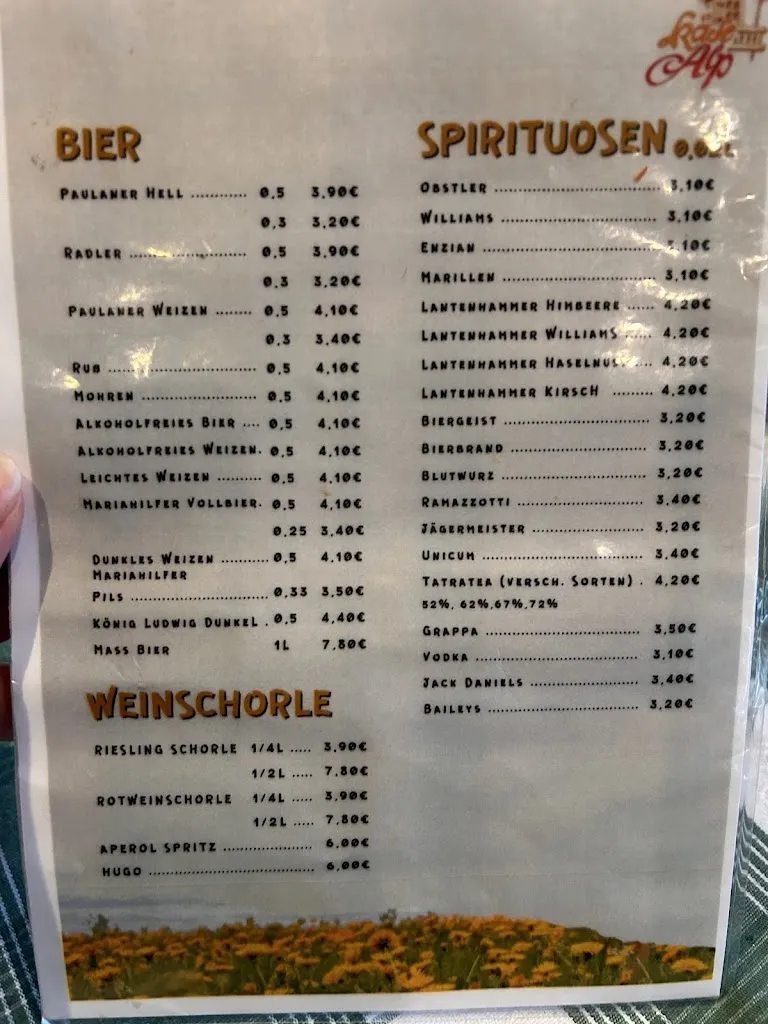 Alp
BIER
PAULANER HELL ........... 0,5 3,90€
0,3 3,20€
RADLER ....................... 0,5 3,90€
0,3 3,20€
PAULANER WEIZEN ........ 0,5 4,10€
0,3 3,40€
RUß ............................. 0,5 4,10€
MOHREN ....................... 0,5 4,10€
ALKOHOLFREIES BIER .... 0,5 4,10€
ALKOHOLFREIES WEIZEN. 0,5 4,10€
LEICHTES WEIZEN .......... 0,5 4,10€
MARIAHILFER VOLLBIER. 0,5 4,10€
0,25 3,40€
DUNKLES WEIZEN .......... 0,5 4,10€
MARIAHILFER
PILS ............................ 0,33 3,50€
KÖNIG LUDWIG DUNKEL . 0,5 4,40€
MASS BIER 1L 7,80€
WEINSCHORLE
RIESLING SCHORLE 1/4L ..... 3,90€
1/2L ..... 7,80€
ROTWEINSCHORLE 1/4L ..... 3,90€
1/2L ..... 7,80€
APEROL SPRITZ .................... 6,00€
HUGO ..................................... 6,00€
SPIRITUOSEN
OBSTLER ................................. 3,10€
WILLIAMS ............................... 3,10€
ENZIAN ................................... 3,10€
MARILLEN ............................... 3,10€
LANTENHAMMER HIMBEERE ...... 4,20€
LANTENHAMMER WILLIAMS ...... 4,20€
LANTENHAMMER HASELNUSS .... 4,20€
LANTENHAMMER KIRSCH ......... 4,20€
BIERGEIST ............................... 3,20€
BIERBRAND ............................. 3,20€
BLUTWURZ .............................. 3,20€
RAMAZZOTTI ............................ 3,40€
JÄGERMEISTER ........................ 3,20€
UNICUM .................................. 3,40€
TATRATEA (VERSCH. SORTEN) . 4,20€
52%, 62%,67%,72%
GRAPPA .................................. 3,50€
VODKA .................................... 3,10€
JACK DANIELS ......................... 3,40€
BAILEYS .................................. 3,20€